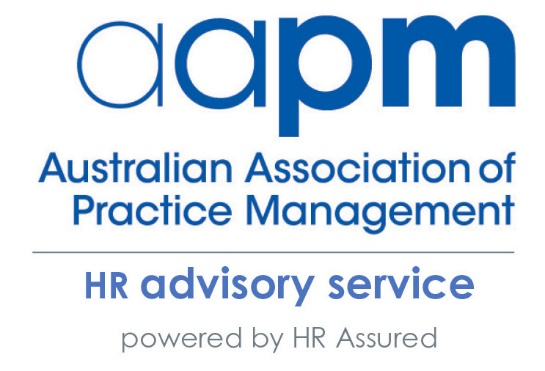 aapm
Australian Association of
Practice Management
HR advisory service
powered by HR Assured